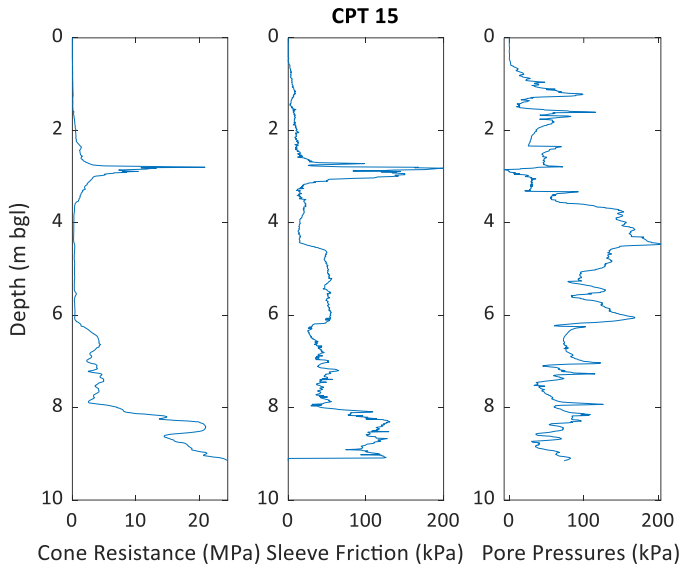 CPT 15
0 0 0
2 2 2
4 4 4
6 6 6
8 8 8
10 10 10
0 10 20 0 100 200 0 100 200
Depth (m bgl)
Cone Resistance (MPa) Sleeve Friction (kPa) Pore Pressures (kPa)